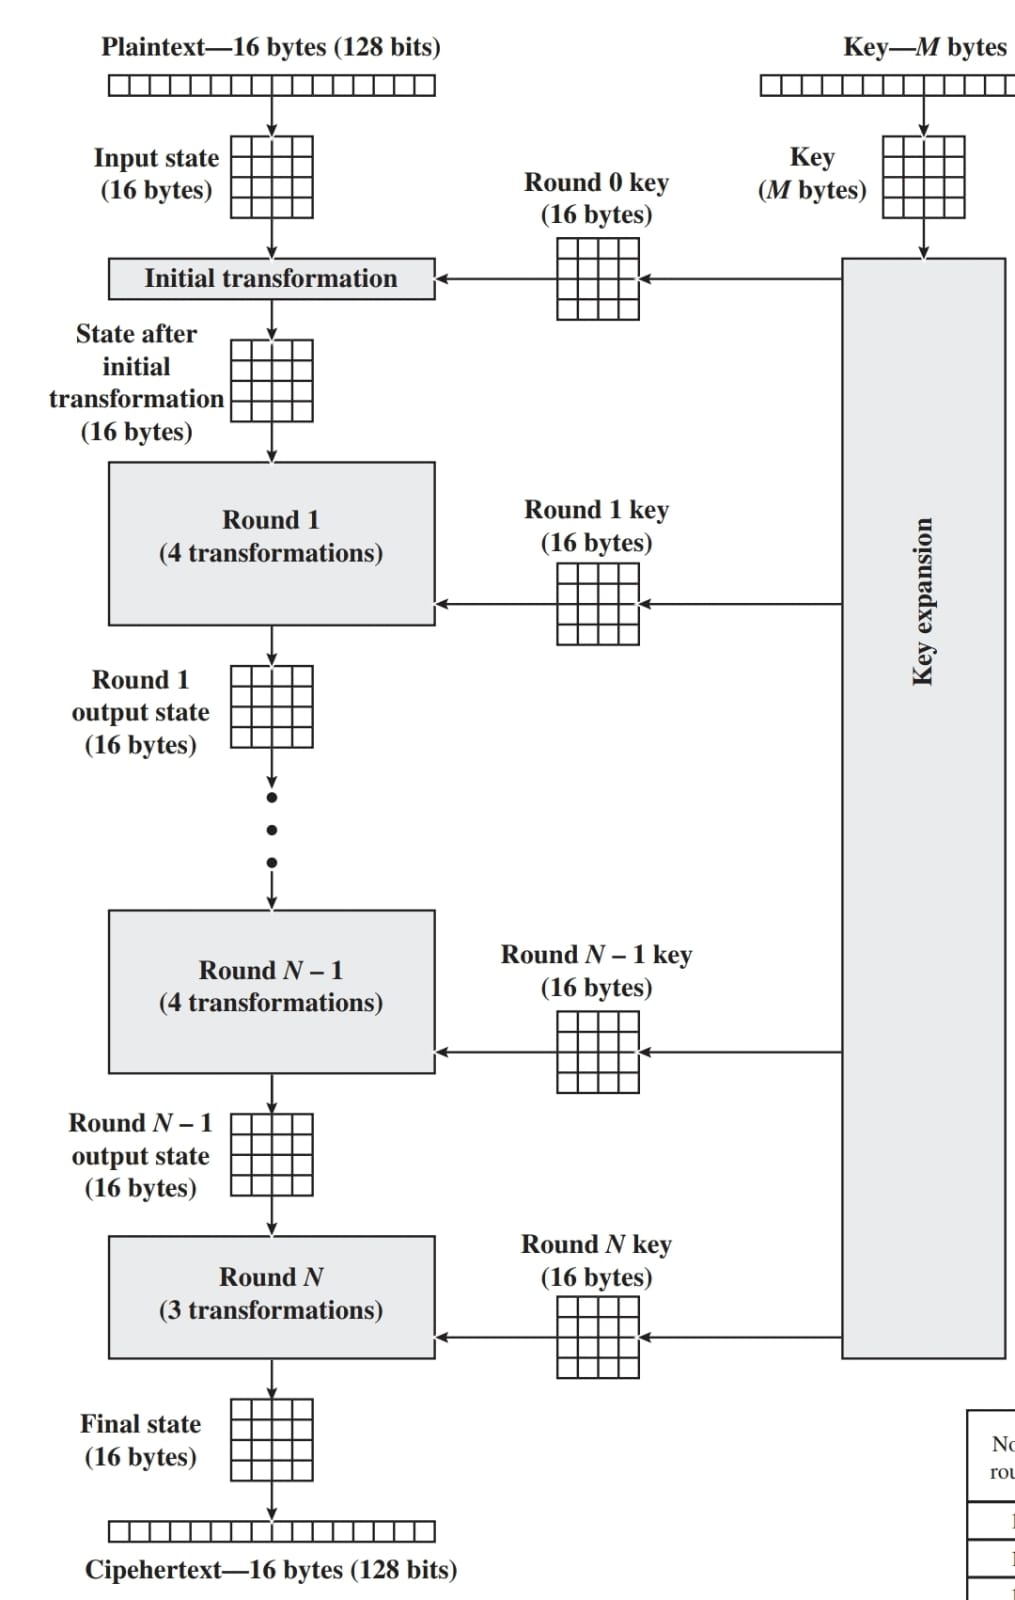 Plaintext—16 bytes (128 bits)
Key—M bytes
Input state
(16 bytes)
Key
(M bytes)
Round 0 key
(16 bytes)
Initial transformation
State after
initial
transformation
(16 bytes)
Round 1
(4 transformations)
Round 1 key
(16 bytes)
Key expansion
Round 1
output state
(16 bytes)
Round N – 1
(4 transformations)
Round N – 1 key
(16 bytes)
Round N – 1
output state
(16 bytes)
Round N
(3 transformations)
Round N key
(16 bytes)
Final state
(16 bytes)
Cipehertext—16 bytes (128 bits)